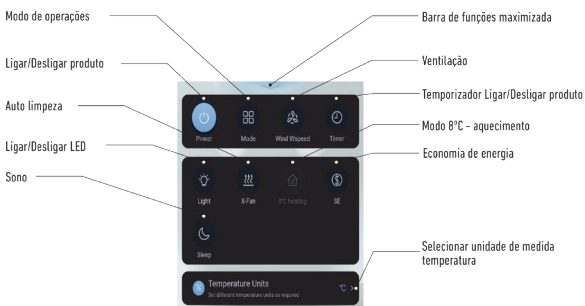 Modo de operações
Barra de funções maximizada
Ligar/Desligar produto
Ventilação
Auto limpeza
Temporizador Ligar/Desligar produto
Ligar/Desligar LED
Modo 8°C – aquecimento
Sono
Economia de energia
Power
Mode
Wind Wspeed
Timer
Light
X-Fan
8°C heating
SE
Sleep
Selecionar unidade de medida
temperatura
Temperature Units
Set different temperature units as required
°C >